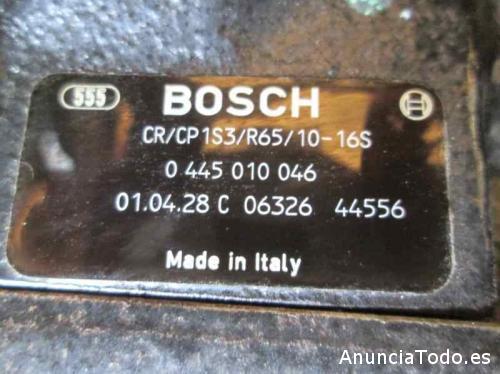 555 BOSCH
CR/CP1S3/R65/10-16S
0 445 010 046
01.04.28 C 06326 44556
Made in Italy
AnunciaTodo.es